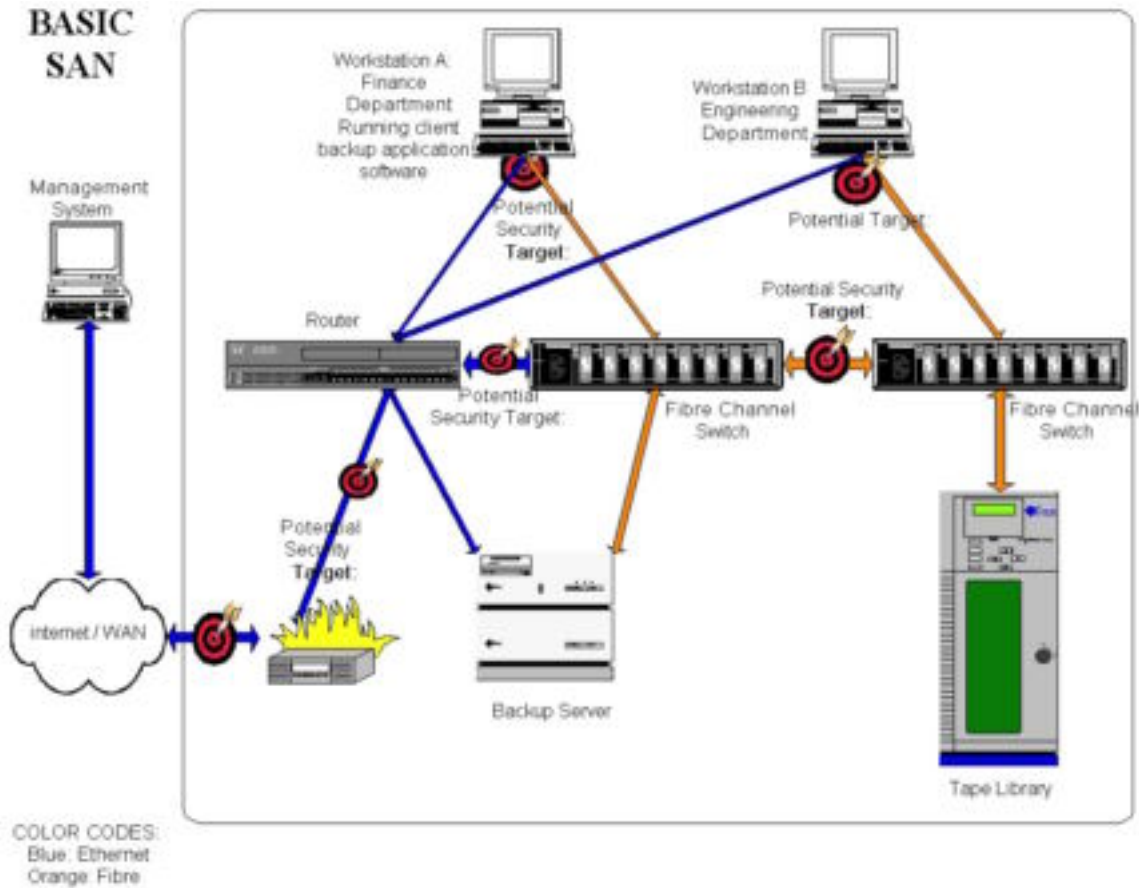 BASIC
SAN
Workstation A:
Finance
Department
Running client
backup application
software
Workstation B
Engineering
Department
Management
System
Potential
Security
Target:
Potential Target:
Potential Security
Target:
Router
Potential
Security Target:
Fibre Channel
Switch
Fibre Channel
Switch
Potential
Security
Target:
internet / WAN
Backup Server
Tape Library
COLOR CODES:
Blue: Ethernet
Orange: Fibre